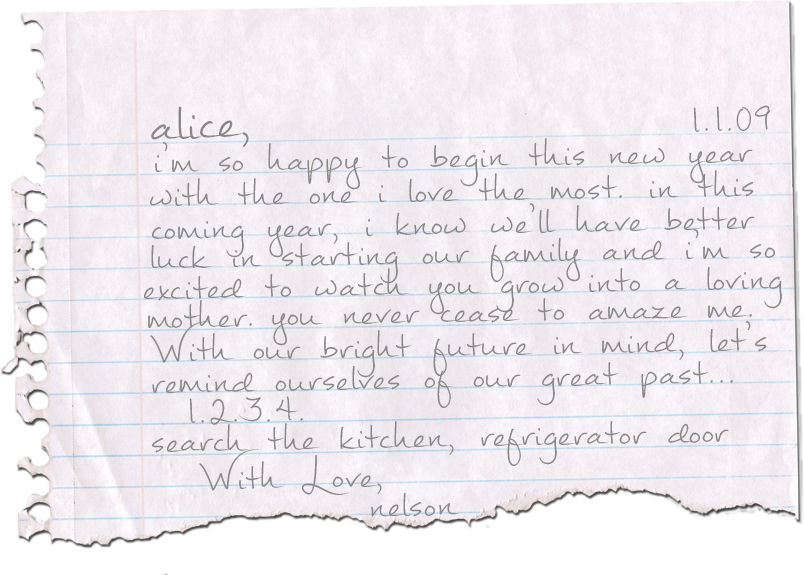 alice, 1.1.09
i'm so happy to begin this new year
with the one i love the most. in this
coming year, i know we'll have better
luck in starting our family and i'm so
excited to watch you grow into a loving
mother. you never cease to amaze me.
With our bright future in mind, let's
remind ourselves of our great past...
1.2.3.4.
search the kitchen, refrigerator door
With Love,
nelson